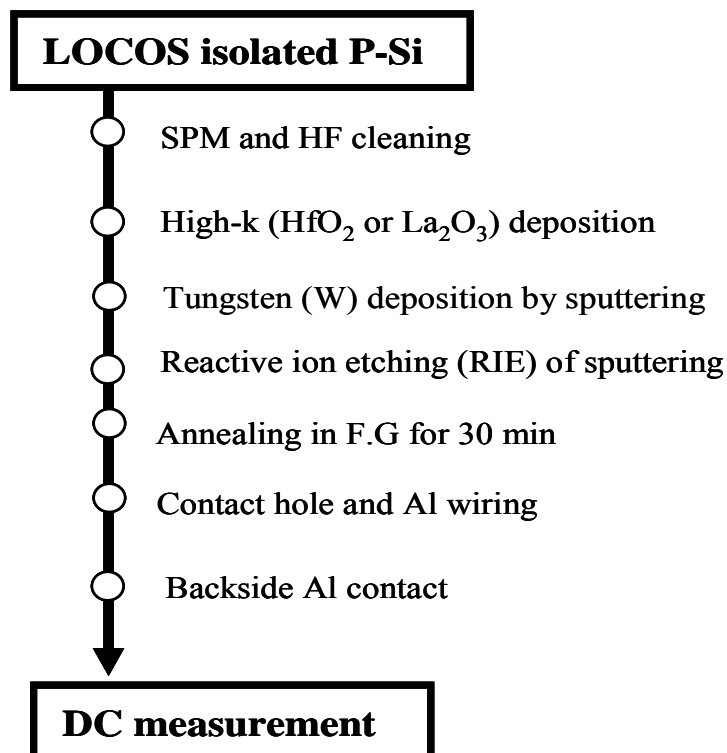 LOCOS isolated P-Si
SPM and HF cleaning
High-k (HfO₂ or La₂O₃) deposition
Tungsten (W) deposition by sputtering
Reactive ion etching (RIE) of sputtering
Annealing in F.G for 30 min
Contact hole and Al wiring
Backside Al contact
DC measurement